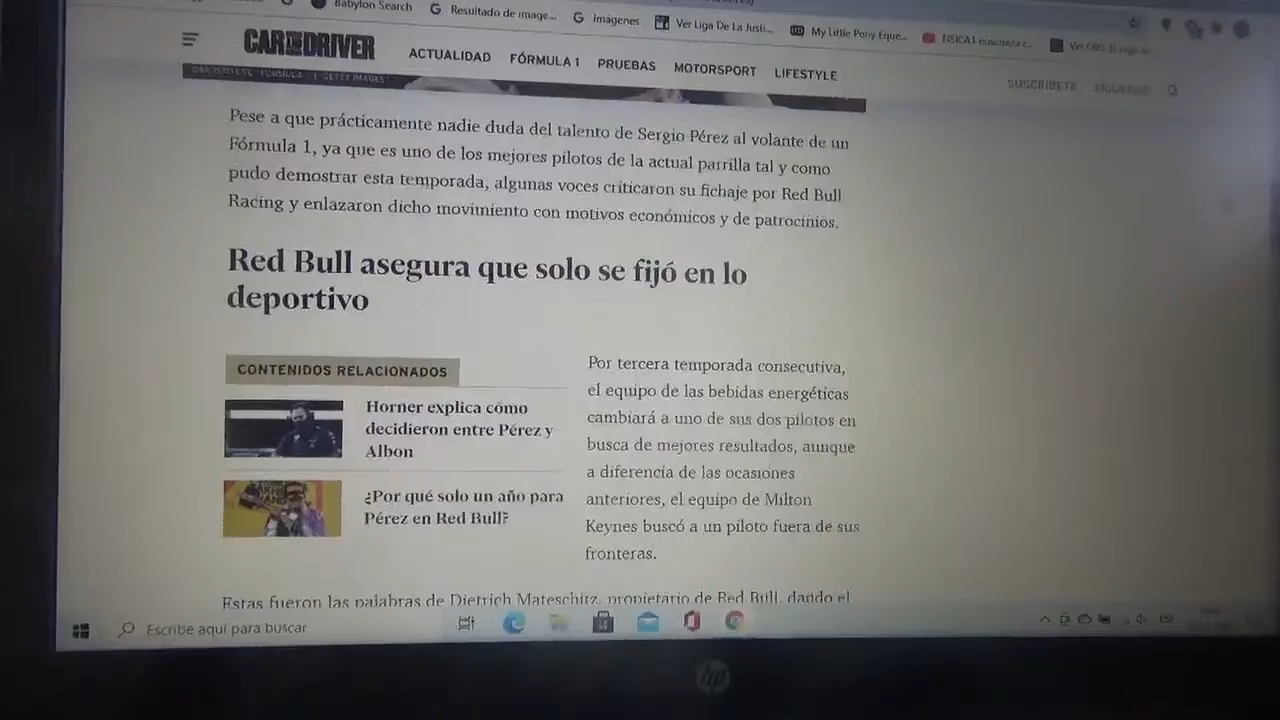 Babylon Search
Resultado de image...
Imágenes
Ver Liga De La Justi...
My Little Pony Eque...
CAR AND DRIVER
ACTUALIDAD
FÓRMULA 1
PRUEBAS
MOTORSPORT
LIFESTYLE
SUSCRÍBETE
Pese a que prácticamente nadie duda del talento de Sergio Pérez al volante de un
Fórmula 1, ya que es uno de los mejores pilotos de la actual parrilla tal y como
pudo demostrar esta temporada, algunas voces criticaron su fichaje por Red Bull
Racing y enlazaron dicho movimiento con motivos económicos y de patrocinios.
Red Bull asegura que solo se fijó en lo
deportivo
CONTENIDOS RELACIONADOS
Horner explica cómo
decidieron entre Pérez y
Albon
¿Por qué solo un año para
Pérez en Red Bull?
Por tercera temporada consecutiva,
el equipo de las bebidas energéticas
cambiará a uno de sus dos pilotos en
busca de mejores resultados, aunque
a diferencia de las ocasiones
anteriores, el equipo de Milton
Keynes buscó a un piloto fuera de sus
fronteras.
Estas fueron las palabras de Dietrich Mateschitz, propietario de Red Bull, dando el
Escribe aquí para buscar
ESP
hp